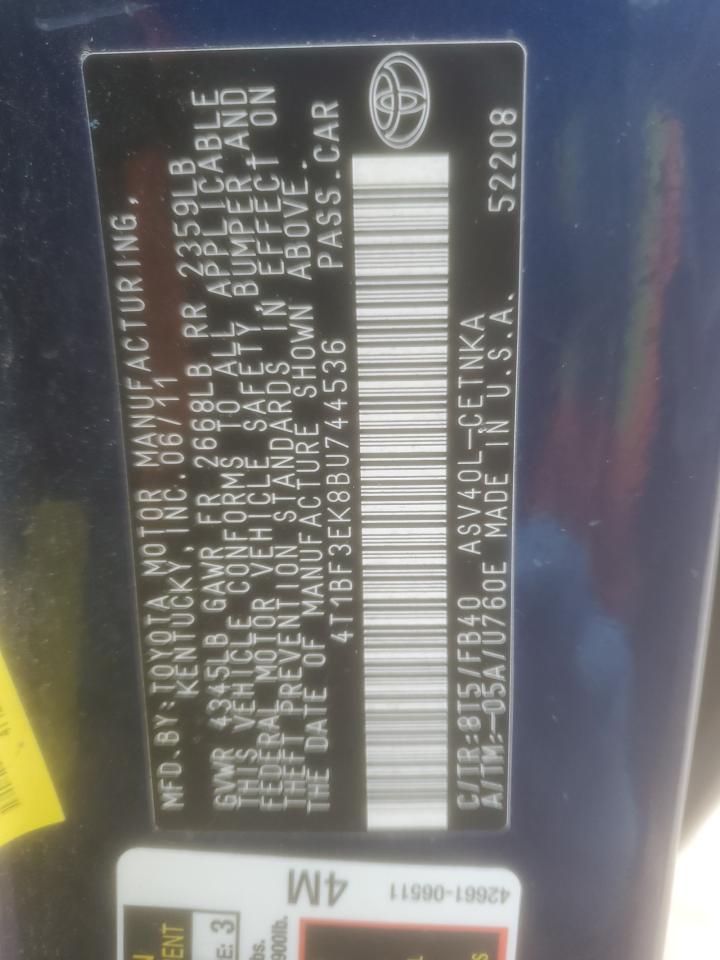 MFD.BY:TOYOTA MOTOR MANUFACTURING,
KENTUCKY, INC. 06/11
GVWR 4345LB GAWR FR 2668LB RR 2359LB
THIS VEHICLE CONFORMS TO ALL APPLICABLE
FEDERAL MOTOR VEHICLE SAFETY, BUMPER AND
THEFT PREVENTION STANDARDS IN EFFECT ON
THE DATE OF MANUFACTURE SHOWN ABOVE.
4T1BF3EK8BU744536 PASS.CAR
C/TR:8T5/FB40 ASV40L-CETNKA
A/TM:-05A/U760E MADE IN U.S.A. 52208
4M
42661-06511
E: 3
900lb.